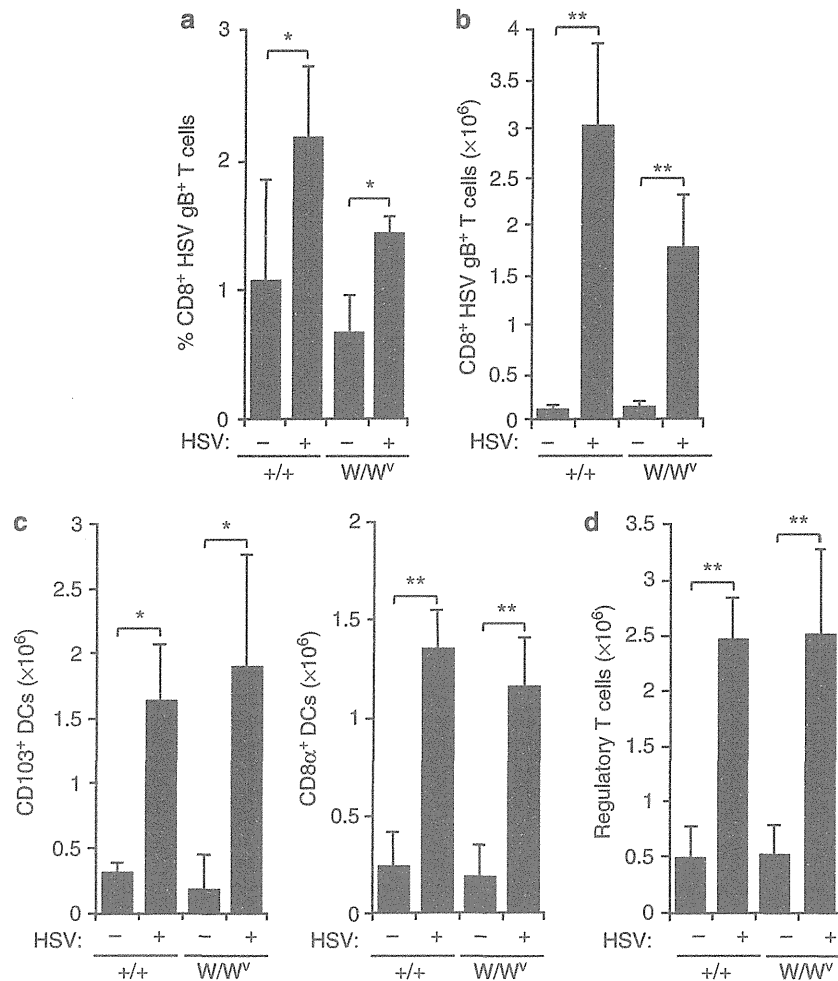 a
% CD8⁺ HSV gB⁺ T cells
3
2
1
0
*
*
HSV: − + − +
+/+ W/Wᵛ
b
CD8⁺ HSV gB⁺ T cells (×10⁶)
4
3.5
3
2.5
2
1.5
1
0.5
0
**
**
HSV: − + − +
+/+ W/Wᵛ
c
CD103⁺ DCs (×10⁶)
3
2.5
2
1.5
1
0.5
0
*
*
HSV: − + − +
+/+ W/Wᵛ
CD8α⁺ DCs (×10⁶)
2
1.5
1
0.5
0
**
**
HSV: − + − +
+/+ W/Wᵛ
d
Regulatory T cells (×10⁶)
3.5
3
2.5
2
1.5
1
0.5
0
**
**
HSV: − + − +
+/+ W/Wᵛ